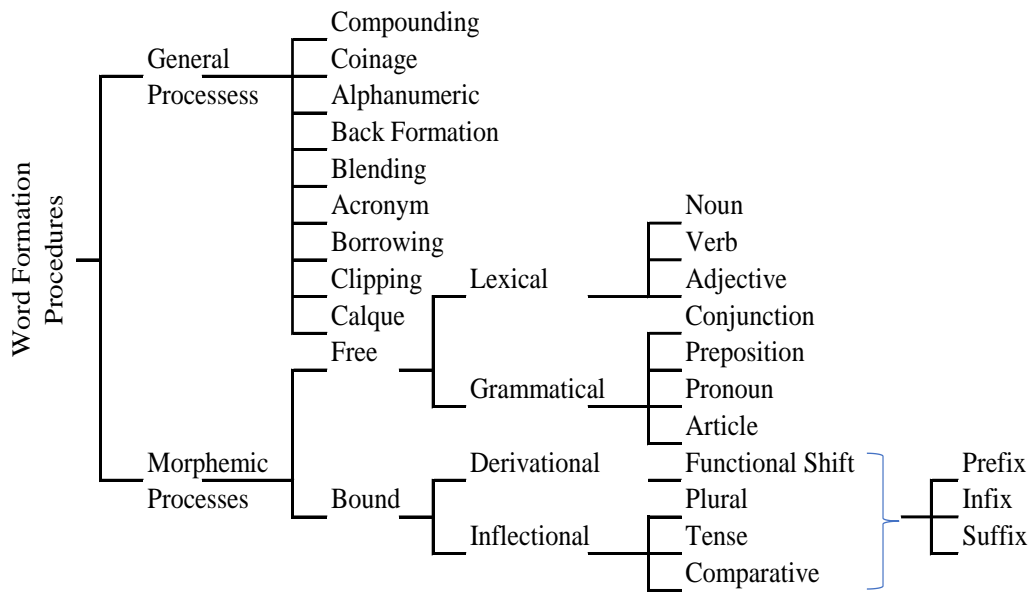 Word Formation
Procedures
General
Processess
Compounding
Coinage
Alphanumeric
Back Formation
Blending
Acronym
Borrowing
Clipping
Calque
Morphemic
Processes
Free
Lexical
Noun
Verb
Adjective
Grammatical
Conjunction
Preposition
Pronoun
Article
Bound
Derivational
Functional Shift
Inflectional
Plural
Tense
Comparative
Prefix
Infix
Suffix